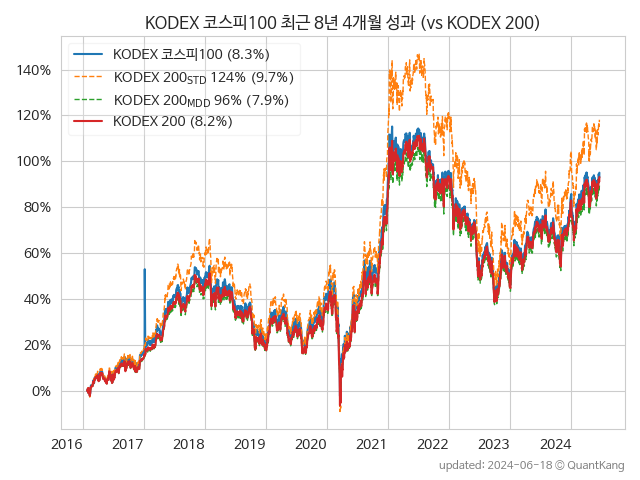 KODEX 코스피100 최근 8년 4개월 성과 (vs KODEX 200)
KODEX 코스피100 (8.3%)
KODEX 200STD 124% (9.7%)
KODEX 200MDD 96% (7.9%)
KODEX 200 (8.2%)
140%
120%
100%
80%
60%
40%
20%
0%
2016 2017 2018 2019 2020 2021 2022 2023 2024
updated: 2024-06-18 © QuantKang